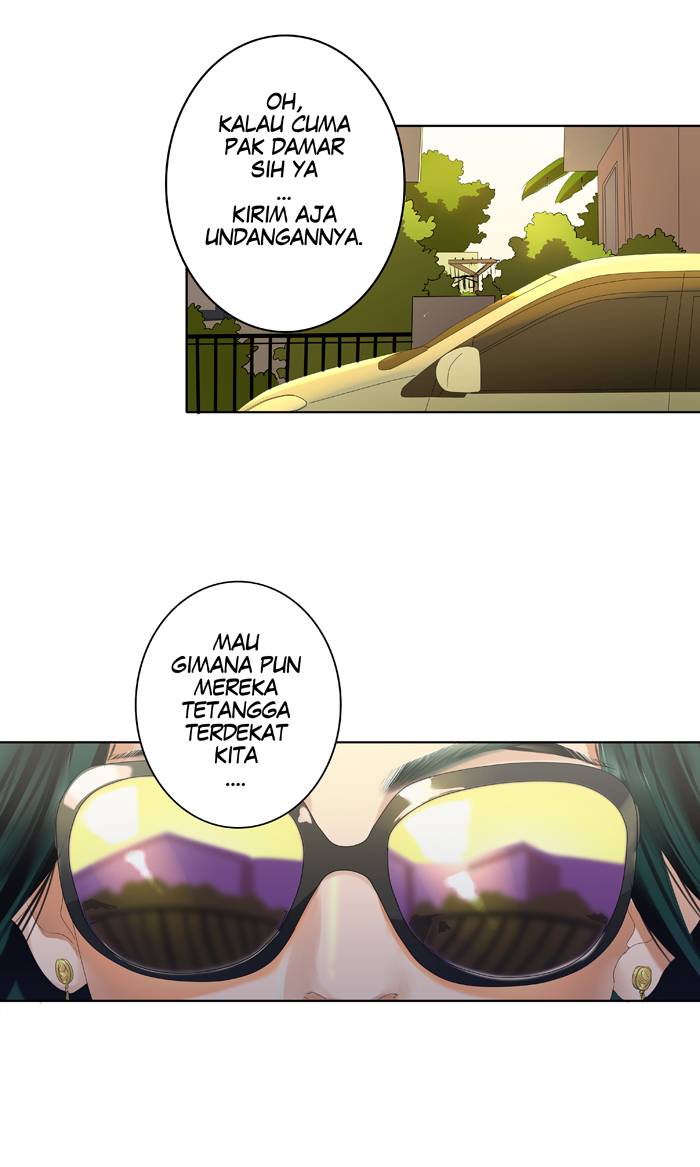 OH,
KALAU CUMA
PAK DAMAR
SIH YA
...
KIRIM AJA
UNDANGANNYA.
MAU
GIMANA PUN
MEREKA
TETANGGA
TERDEKAT
KITA
....